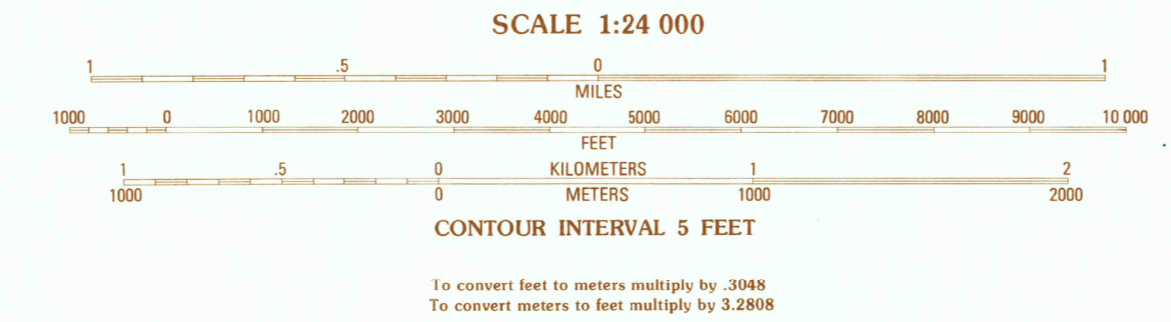 SCALE 1:24 000
1 .5 0 1
MILES
1000 0 1000 2000 3000 4000 5000 6000 7000 8000 9000 10 000
FEET
1 .5 0 KILOMETERS 1 2
1000 0 METERS 1000 2000
CONTOUR INTERVAL 5 FEET
To convert feet to meters multiply by .3048
To convert meters to feet multiply by 3.2808